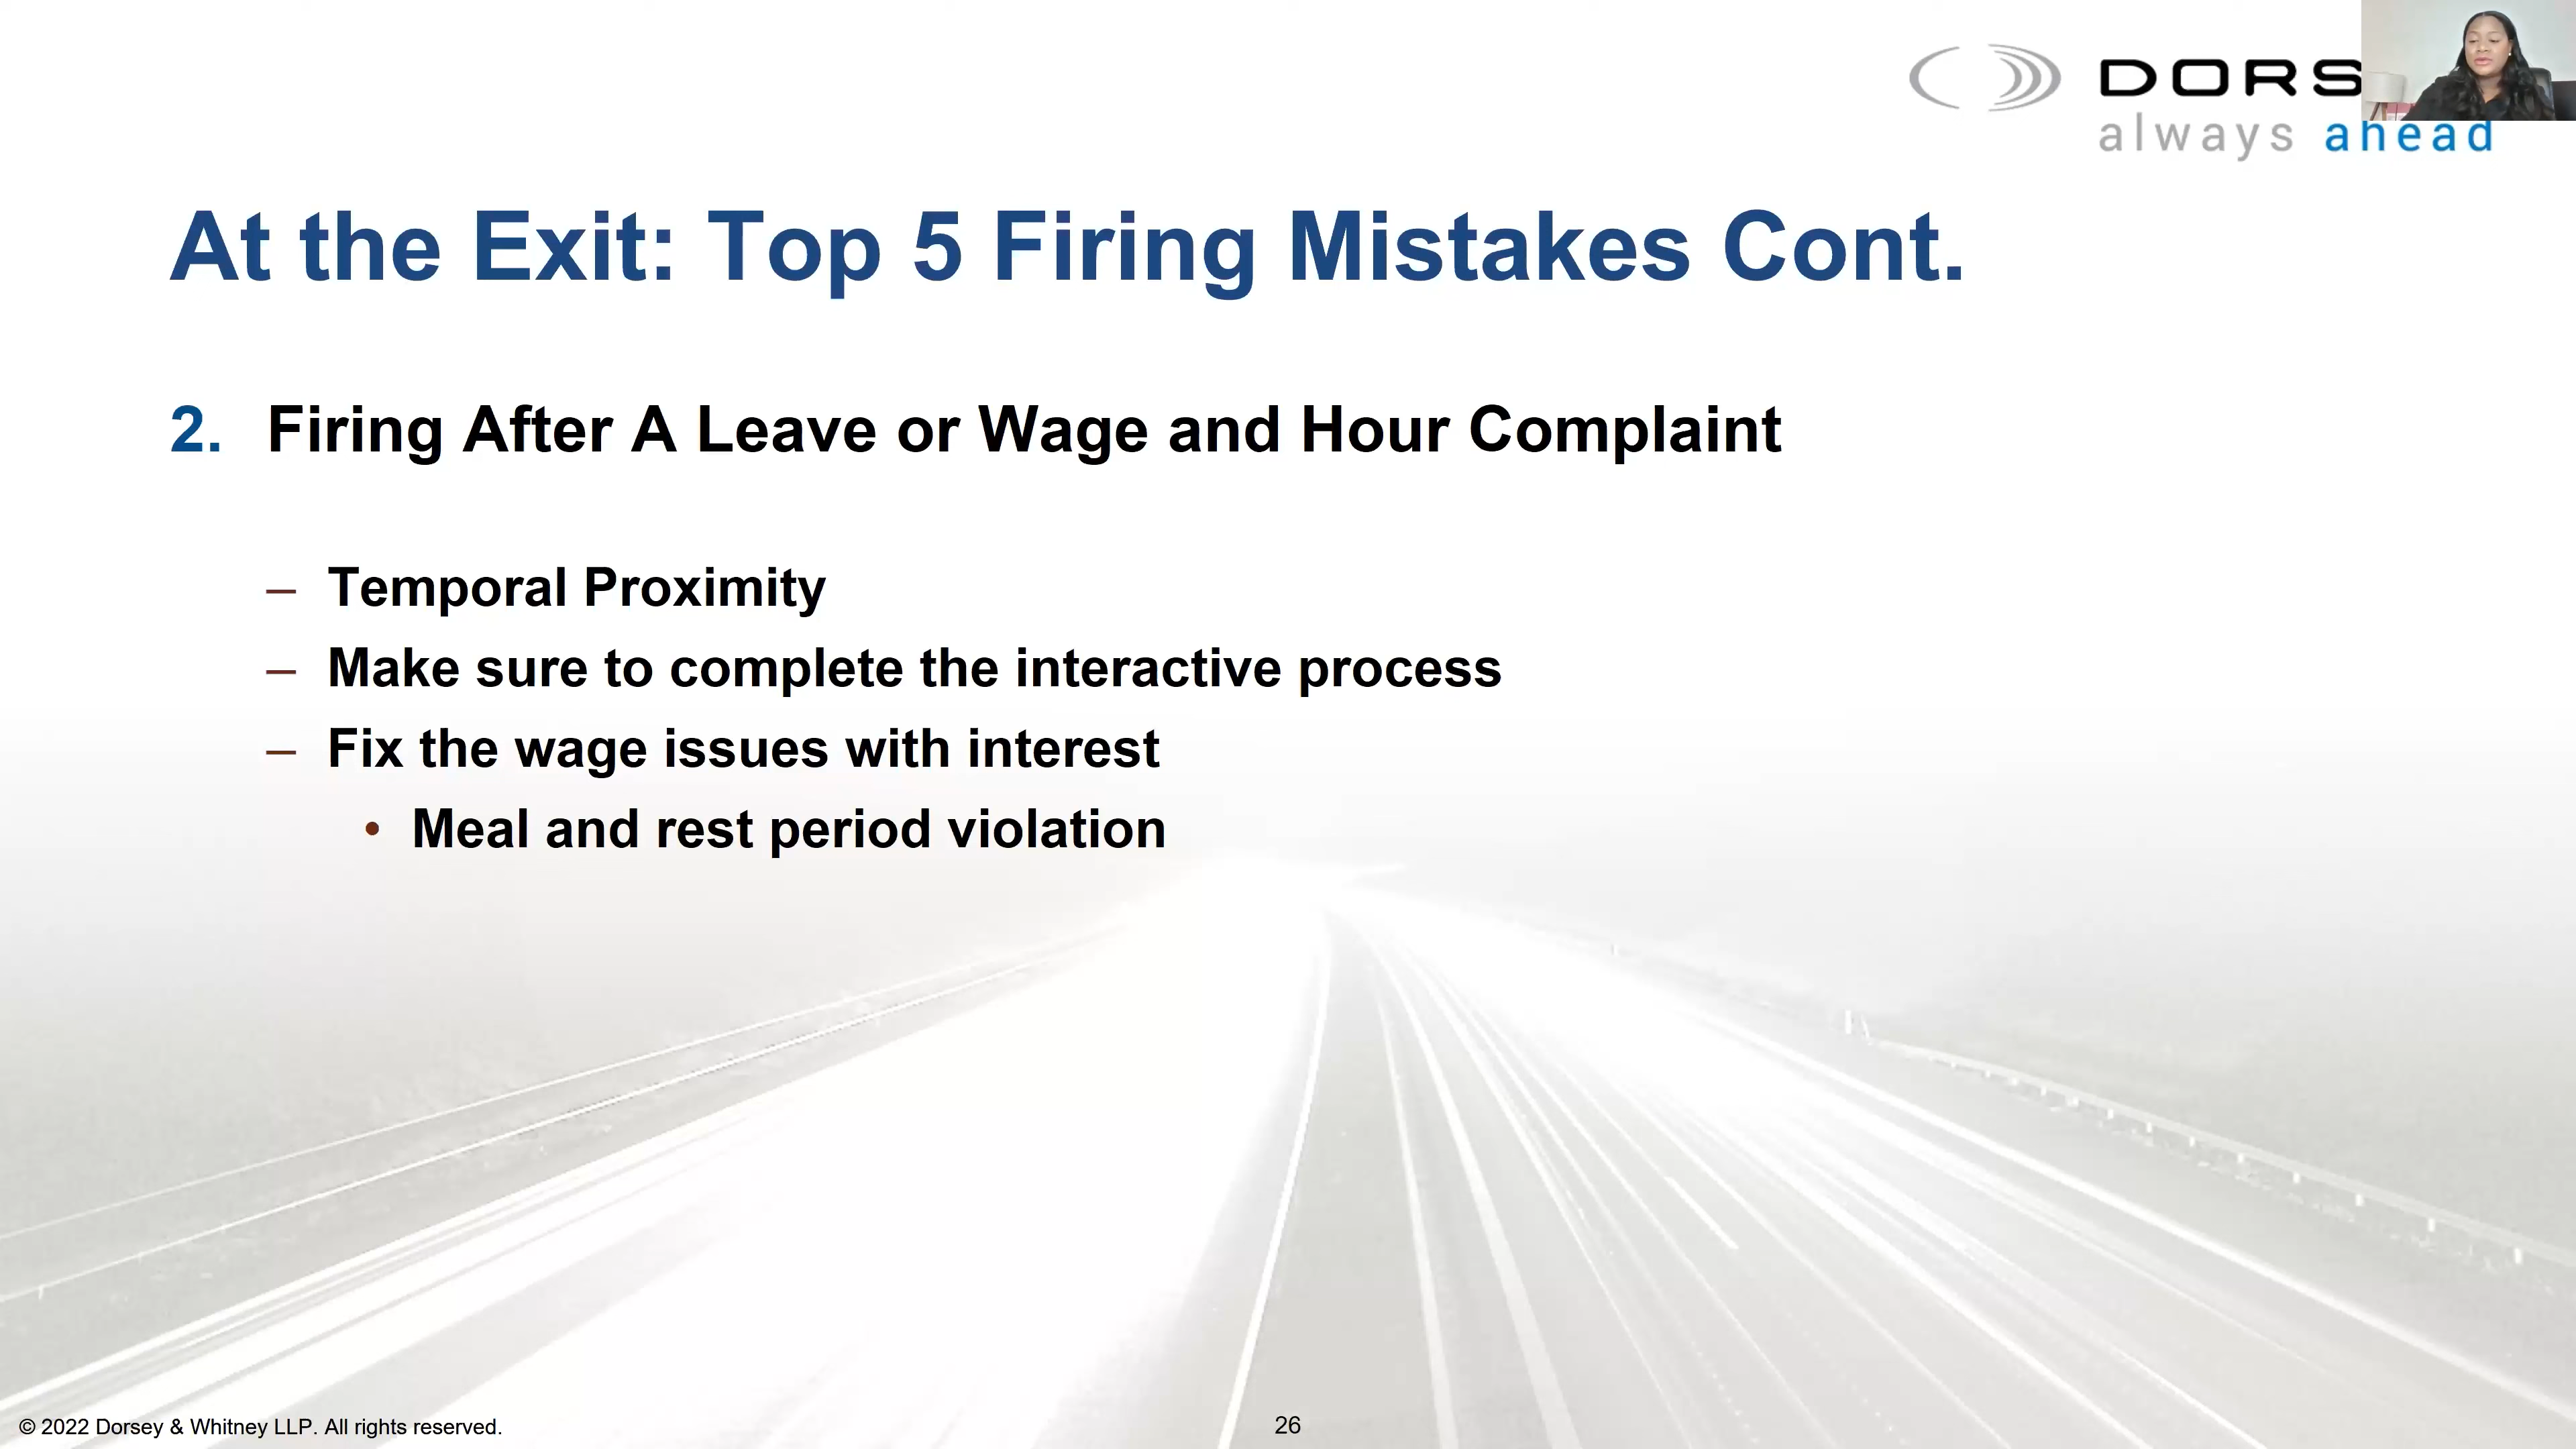 DORS
always ahead
At the Exit: Top 5 Firing Mistakes Cont.
2. Firing After A Leave or Wage and Hour Complaint
– Temporal Proximity
– Make sure to complete the interactive process
– Fix the wage issues with interest
• Meal and rest period violation
© 2022 Dorsey & Whitney LLP. All rights reserved.
26